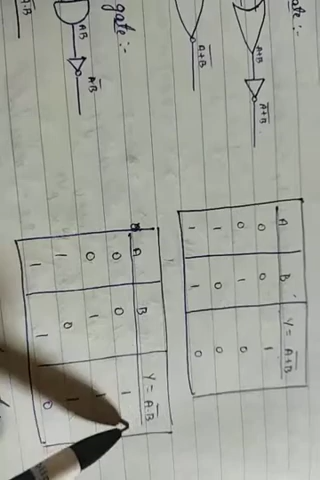 gate :-
A+B
A̅+̅B̅
A̅+̅B̅
A B Y = A̅+̅B̅
0 0 1
0 1 0
1 0 0
1 1 0
gate :-
AB
A̅B̅
A̅.̅B̅
A B Y = A̅.̅B̅
0 0 1
0 1 1
1 0 1
1 1 0